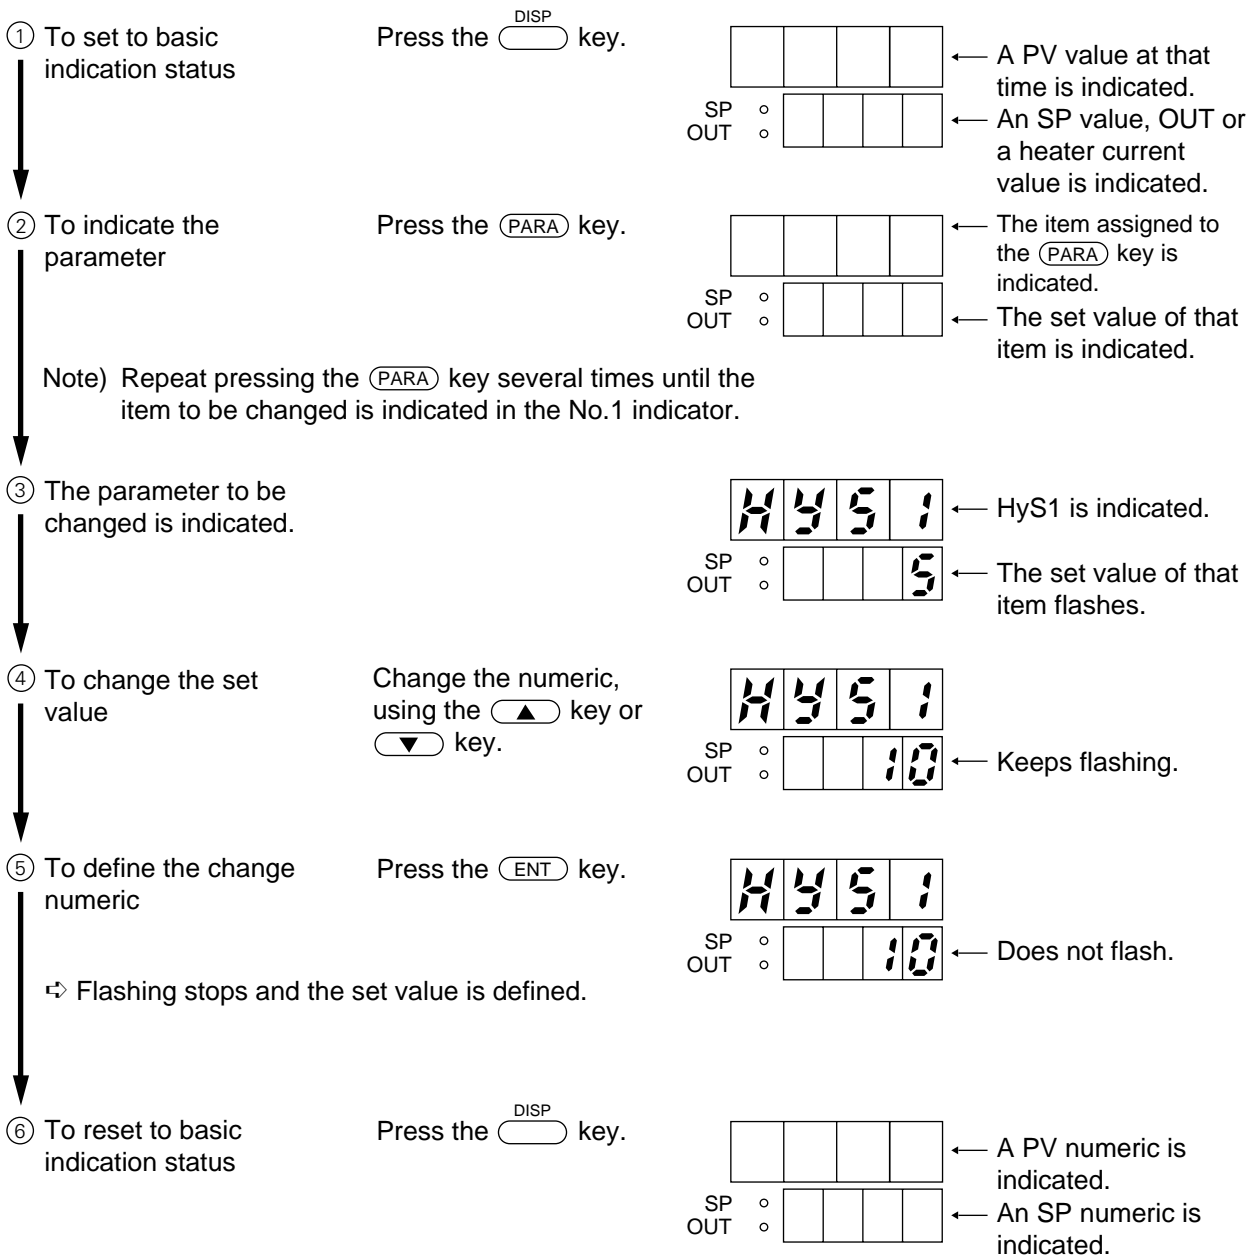 ① To set to basic
indication status
DISP
Press the key.
SP
OUT
← A PV value at that
time is indicated.
← An SP value, OUT or
a heater current
value is indicated.
② To indicate the
parameter
Press the PARA key.
SP
OUT
← The item assigned to
the PARA key is
indicated.
← The set value of that
item is indicated.
Note) Repeat pressing the PARA key several times until the
item to be changed is indicated in the No.1 indicator.
③ The parameter to be
changed is indicated.
HYS1
SP
OUT
5
← HyS1 is indicated.
← The set value of that
item flashes.
④ To change the set
value
Change the numeric,
using the ▲ key or
▼ key.
HYS1
SP
OUT
10
← Keeps flashing.
⑤ To define the change
numeric
Press the ENT key.
HYS1
SP
OUT
10
← Does not flash.
➪ Flashing stops and the set value is defined.
⑥ To reset to basic
indication status
DISP
Press the key.
SP
OUT
← A PV numeric is
indicated.
← An SP numeric is
indicated.